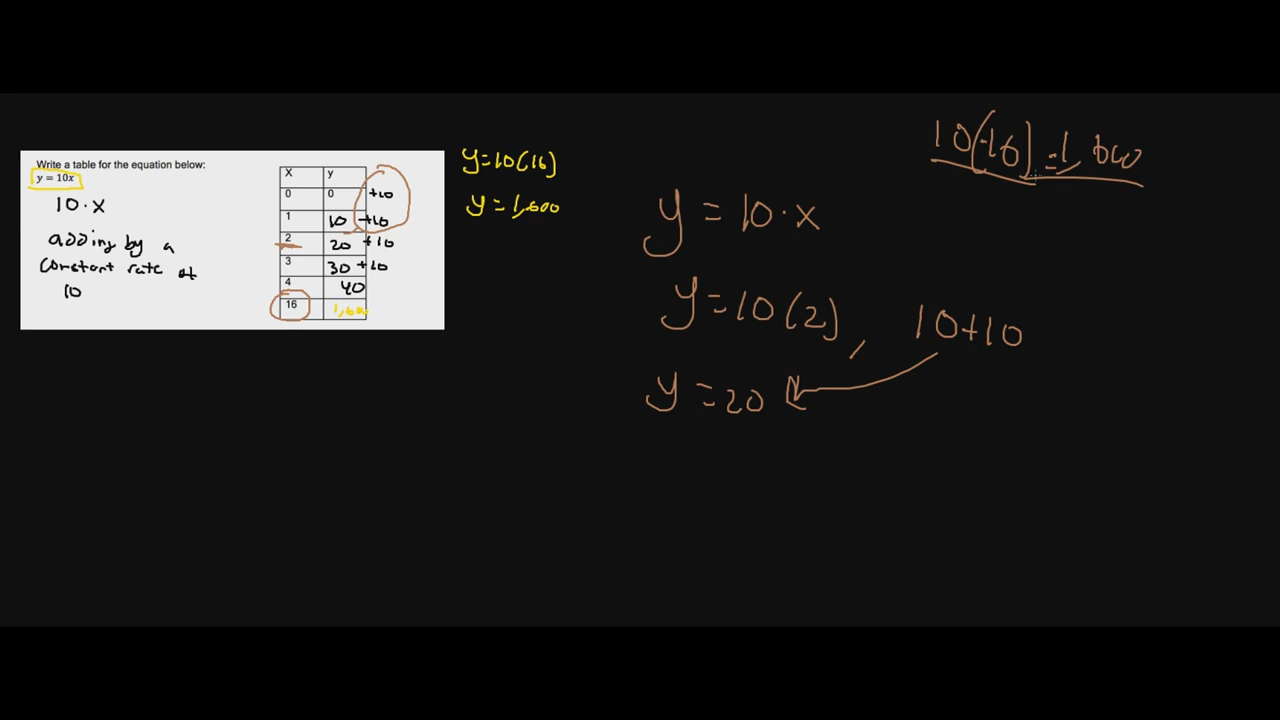 Write a table for the equation below:
y = 10x
10 · x
adding by a
constant rate of
10
x y
0 0 +10
1 10 +10
2 20 +10
3 30 +10
4 40
16 1,600
y=10(16)
y=1,600
10(16)=1,600
y = 10 · x
y=10(2), 10+10
y=20